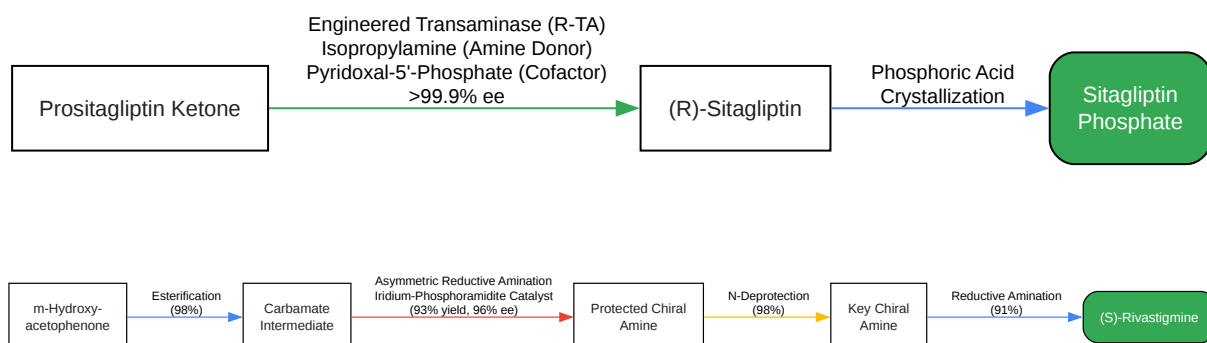 Engineered Transaminase (R-TA)
Isopropylamine (Amine Donor)
Pyridoxal-5'-Phosphate (Cofactor)
>99.9% ee
Prositagliptin Ketone
(R)-Sitagliptin
Phosphoric Acid
Crystallization
Sitagliptin
Phosphate
m-Hydroxy-
acetophenone
Esterification
(98%)
Carbamate
Intermediate
Asymmetric Reductive Amination
Iridium-Phosphoramidite Catalyst
(93% yield, 96% ee)
Protected Chiral
Amine
N-Deprotection
(98%)
Key Chiral
Amine
Reductive Amination
(91%)
(S)-Rivastigmine